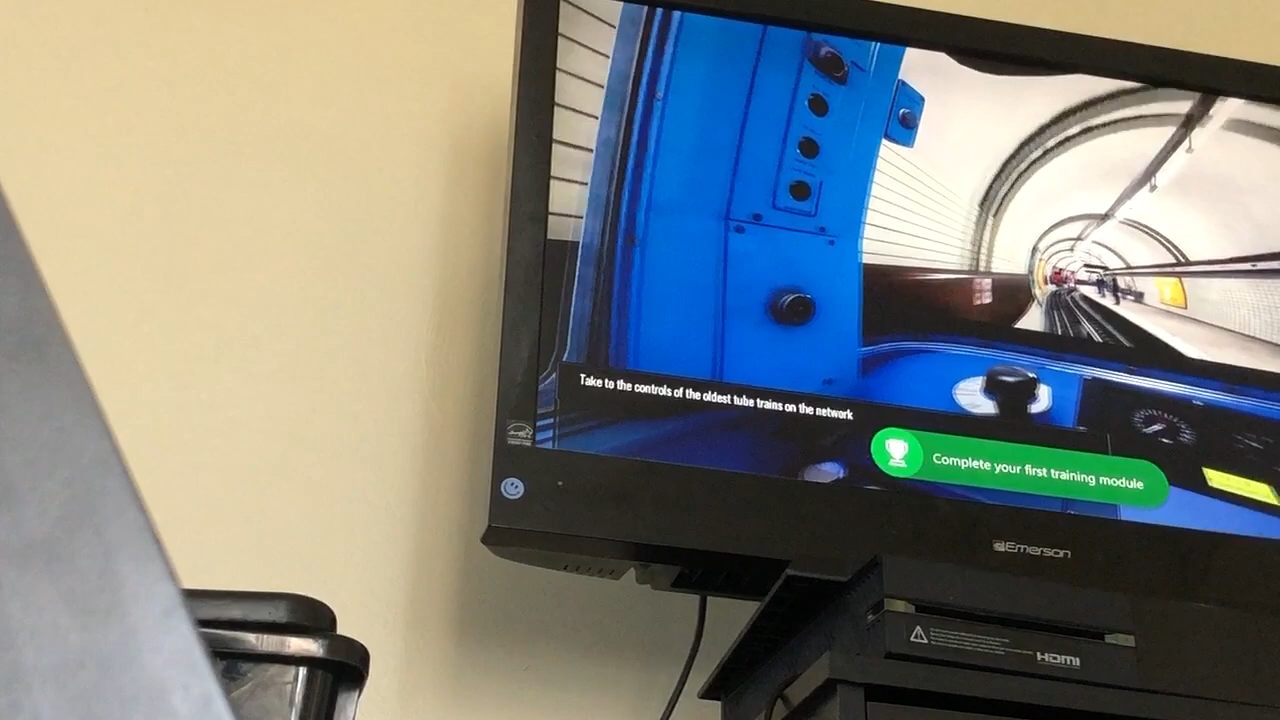 Take to the controls of the oldest tube trains on the network
Complete your first training module
Emerson
HDMI